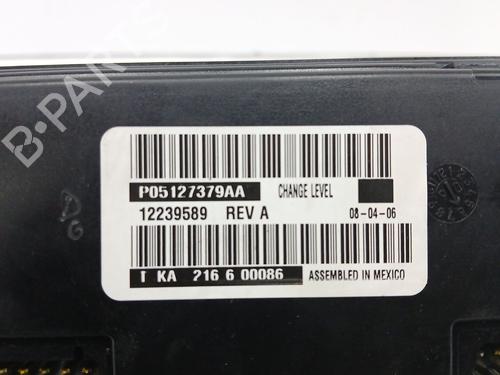 B-PARTS
P05127379AA CHANGE LEVEL
12239589 REV A 08-04-06
T KA 216 6 00086 ASSEMBLED IN MEXICO